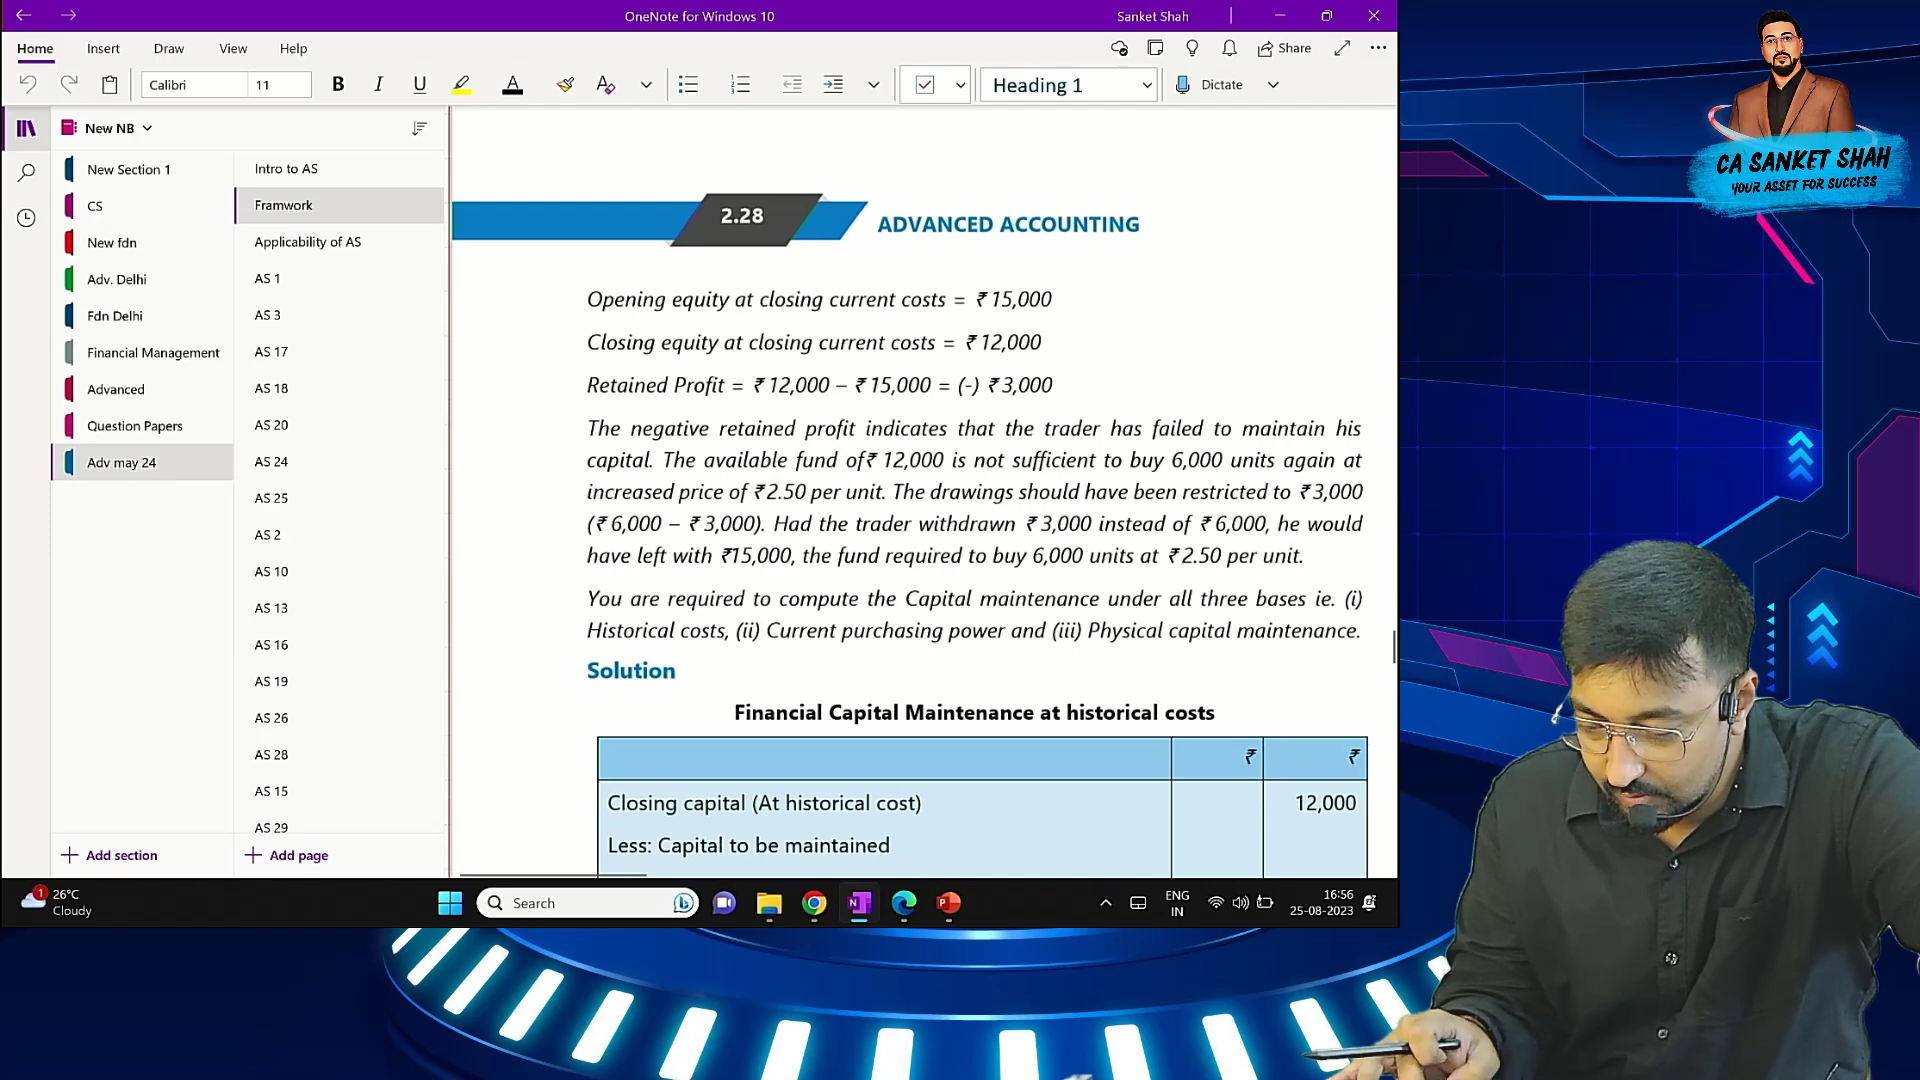 OneNote for Windows 10
Sanket Shah
Home Insert Draw View Help
Share
Calibri 11 B I U A Heading 1 Dictate
New NB
New Section 1
CS
New fdn
Adv. Delhi
Fdn Delhi
Financial Management
Advanced
Question Papers
Adv may 24
Add section
Intro to AS
Framwork
Applicability of AS
AS 1
AS 3
AS 17
AS 18
AS 20
AS 24
AS 25
AS 2
AS 10
AS 13
AS 16
AS 19
AS 26
AS 28
AS 15
AS 29
Add page
2.28 ADVANCED ACCOUNTING
Opening equity at closing current costs = ₹ 15,000
Closing equity at closing current costs = ₹ 12,000
Retained Profit = ₹ 12,000 – ₹ 15,000 = (-) ₹ 3,000
The negative retained profit indicates that the trader has failed to maintain his
capital. The available fund of₹ 12,000 is not sufficient to buy 6,000 units again at
increased price of ₹ 2.50 per unit. The drawings should have been restricted to ₹ 3,000
(₹ 6,000 – ₹ 3,000). Had the trader withdrawn ₹ 3,000 instead of ₹ 6,000, he would
have left with ₹15,000, the fund required to buy 6,000 units at ₹ 2.50 per unit.
You are required to compute the Capital maintenance under all three bases ie. (i)
Historical costs, (ii) Current purchasing power and (iii) Physical capital maintenance.
Solution
Financial Capital Maintenance at historical costs
₹ ₹
Closing capital (At historical cost) 12,000
Less: Capital to be maintained
1
26°C
Cloudy
Search
ENG
IN
16:56
25-08-2023
CA SANKET SHAH
YOUR ASSET FOR SUCCESS